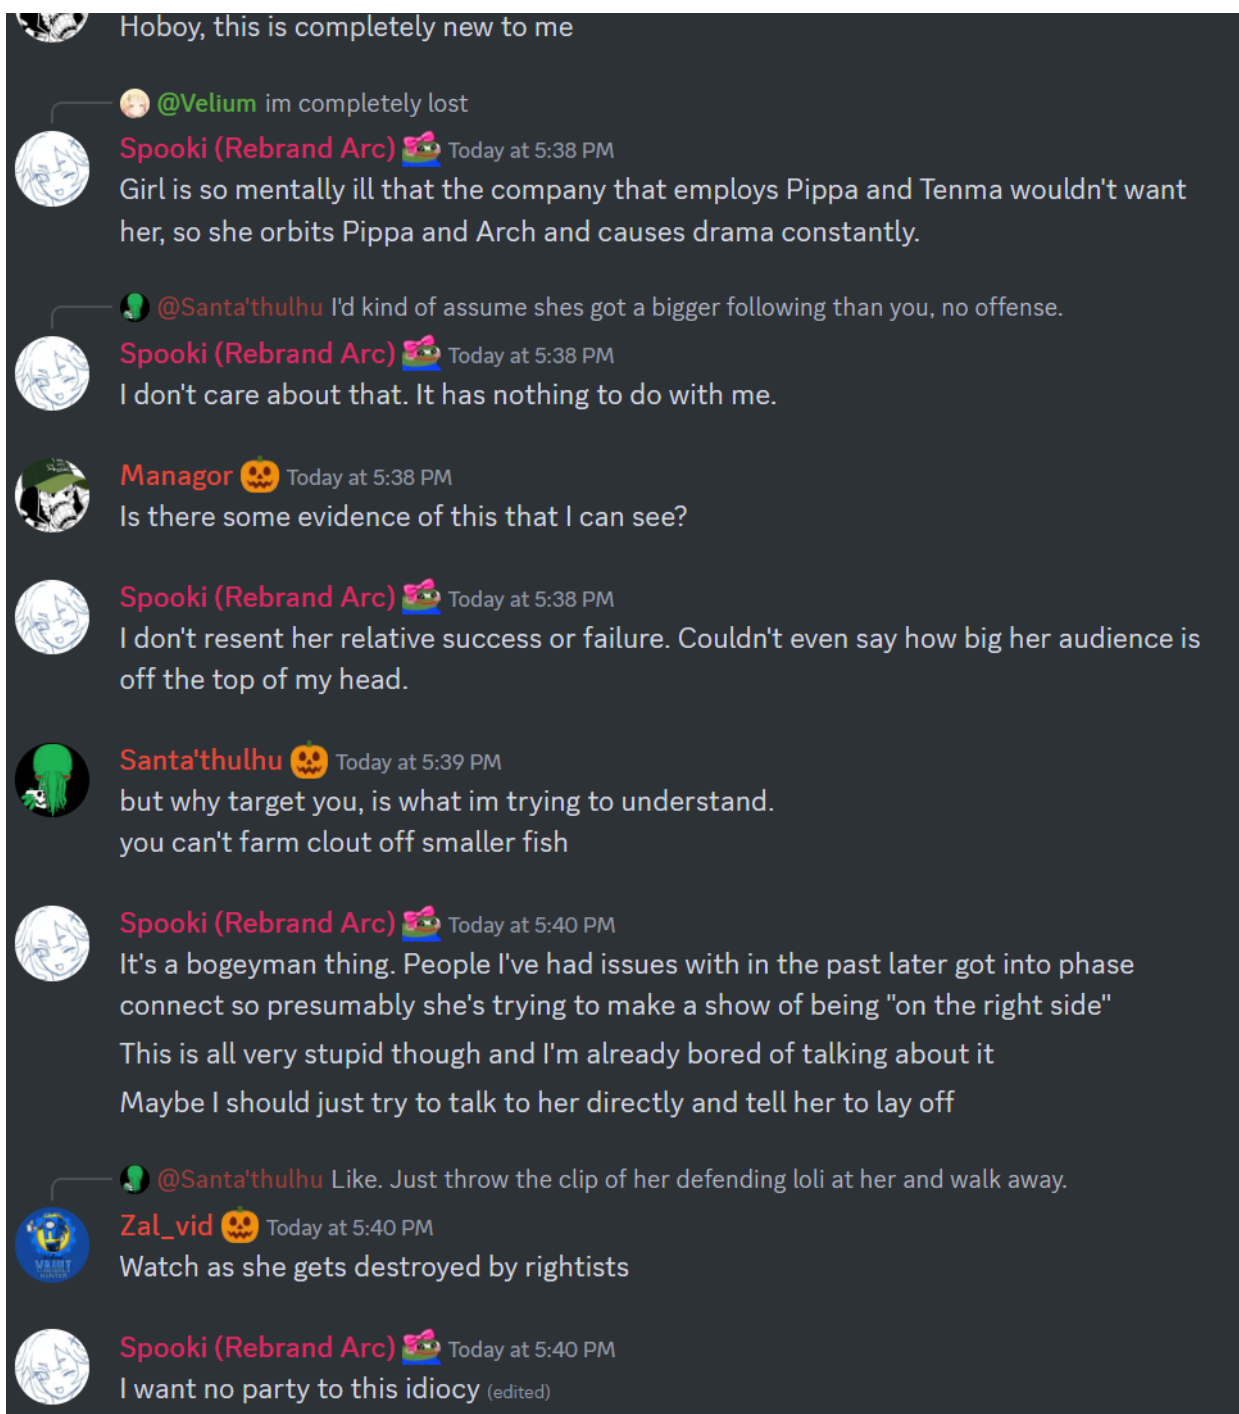 Hoboy, this is completely new to me
@Velium im completely lost
Spooki (Rebrand Arc) Today at 5:38 PM
Girl is so mentally ill that the company that employs Pippa and Tenma wouldn't want
her, so she orbits Pippa and Arch and causes drama constantly.
@Santa'thulhu I'd kind of assume shes got a bigger following than you, no offense.
Spooki (Rebrand Arc) Today at 5:38 PM
I don't care about that. It has nothing to do with me.
Managor Today at 5:38 PM
Is there some evidence of this that I can see?
Spooki (Rebrand Arc) Today at 5:38 PM
I don't resent her relative success or failure. Couldn't even say how big her audience is
off the top of my head.
Santa'thulhu Today at 5:39 PM
but why target you, is what im trying to understand.
you can't farm clout off smaller fish
Spooki (Rebrand Arc) Today at 5:40 PM
It's a bogeyman thing. People I've had issues with in the past later got into phase
connect so presumably she's trying to make a show of being "on the right side"
This is all very stupid though and I'm already bored of talking about it
Maybe I should just try to talk to her directly and tell her to lay off
@Santa'thulhu Like. Just throw the clip of her defending loli at her and walk away.
Zal_vid Today at 5:40 PM
VAULT
HUNTER
Watch as she gets destroyed by rightists
Spooki (Rebrand Arc) Today at 5:40 PM
I want no party to this idiocy (edited)